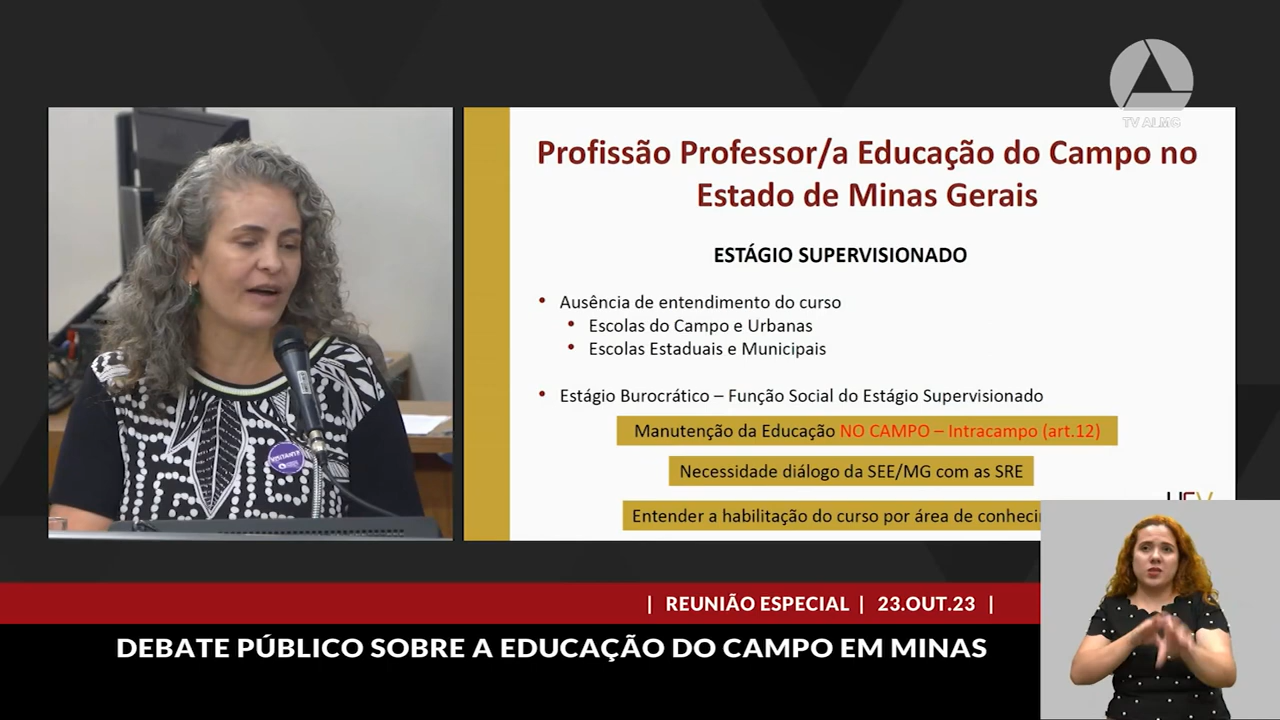 TV ALMG
Profissão Professor/a Educação do Campo no
Estado de Minas Gerais
ESTÁGIO SUPERVISIONADO
• Ausência de entendimento do curso
• Escolas do Campo e Urbanas
• Escolas Estaduais e Municipais
• Estágio Burocrático – Função Social do Estágio Supervisionado
Manutenção da Educação NO CAMPO – Intracampo (art.12)
Necessidade diálogo da SEE/MG com as SRE
Entender a habilitação do curso por área de
VISITANTE
| REUNIÃO ESPECIAL | 23.OUT.23 |
DEBATE PÚBLICO SOBRE A EDUCAÇÃO DO CAMPO EM MINAS